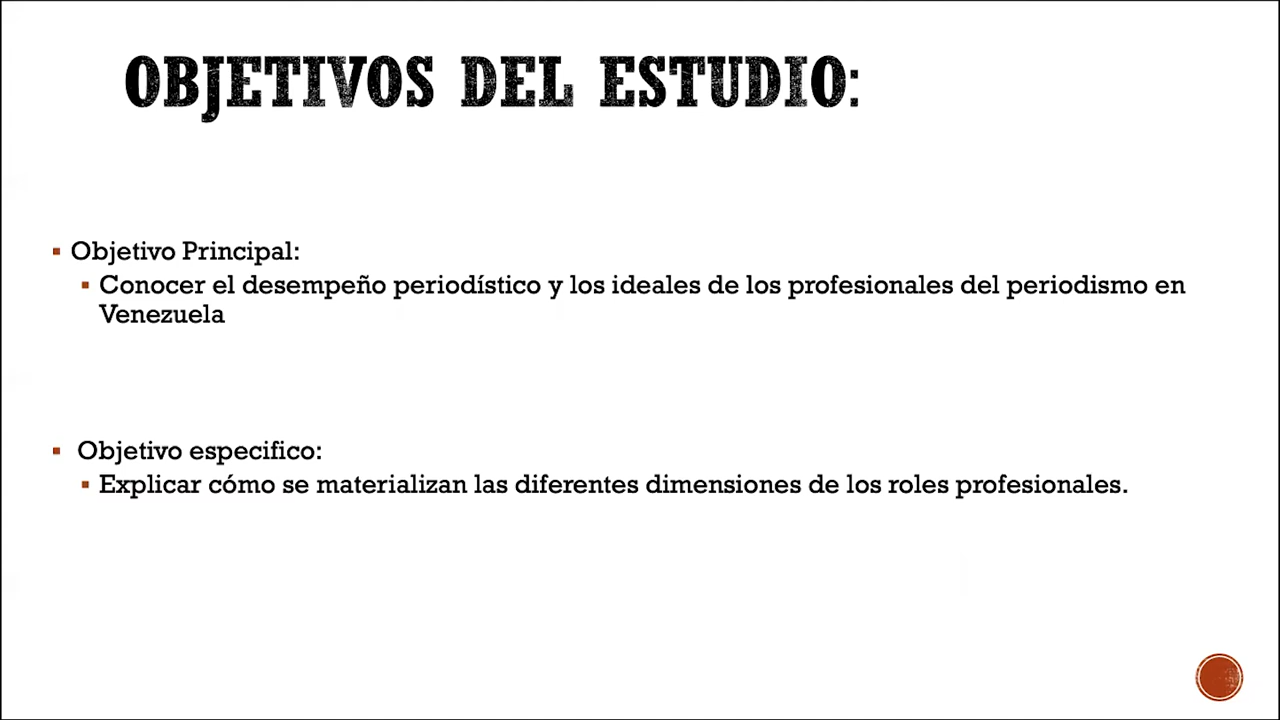 OBJETIVOS DEL ESTUDIO:
Objetivo Principal:
Conocer el desempeño periodístico y los ideales de los profesionales del periodismo en
Venezuela
Objetivo especifico:
Explicar cómo se materializan las diferentes dimensiones de los roles profesionales.